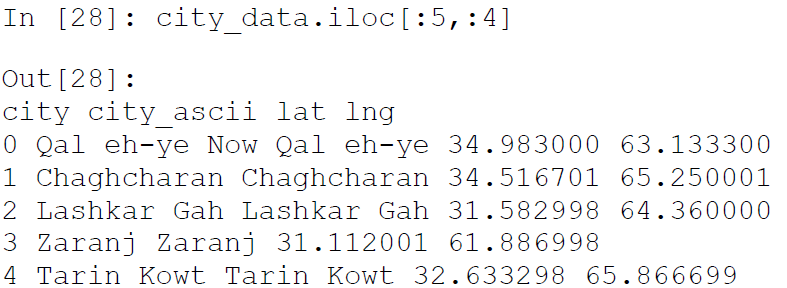 In [28]: city_data.iloc[:5,:4]
Out[28]:
city city_ascii lat lng
0 Qal eh-ye Now Qal eh-ye 34.983000 63.133300
1 Chaghcharan Chaghcharan 34.516701 65.250001
2 Lashkar Gah Lashkar Gah 31.582998 64.360000
3 Zaranj Zaranj 31.112001 61.886998
4 Tarin Kowt Tarin Kowt 32.633298 65.866699